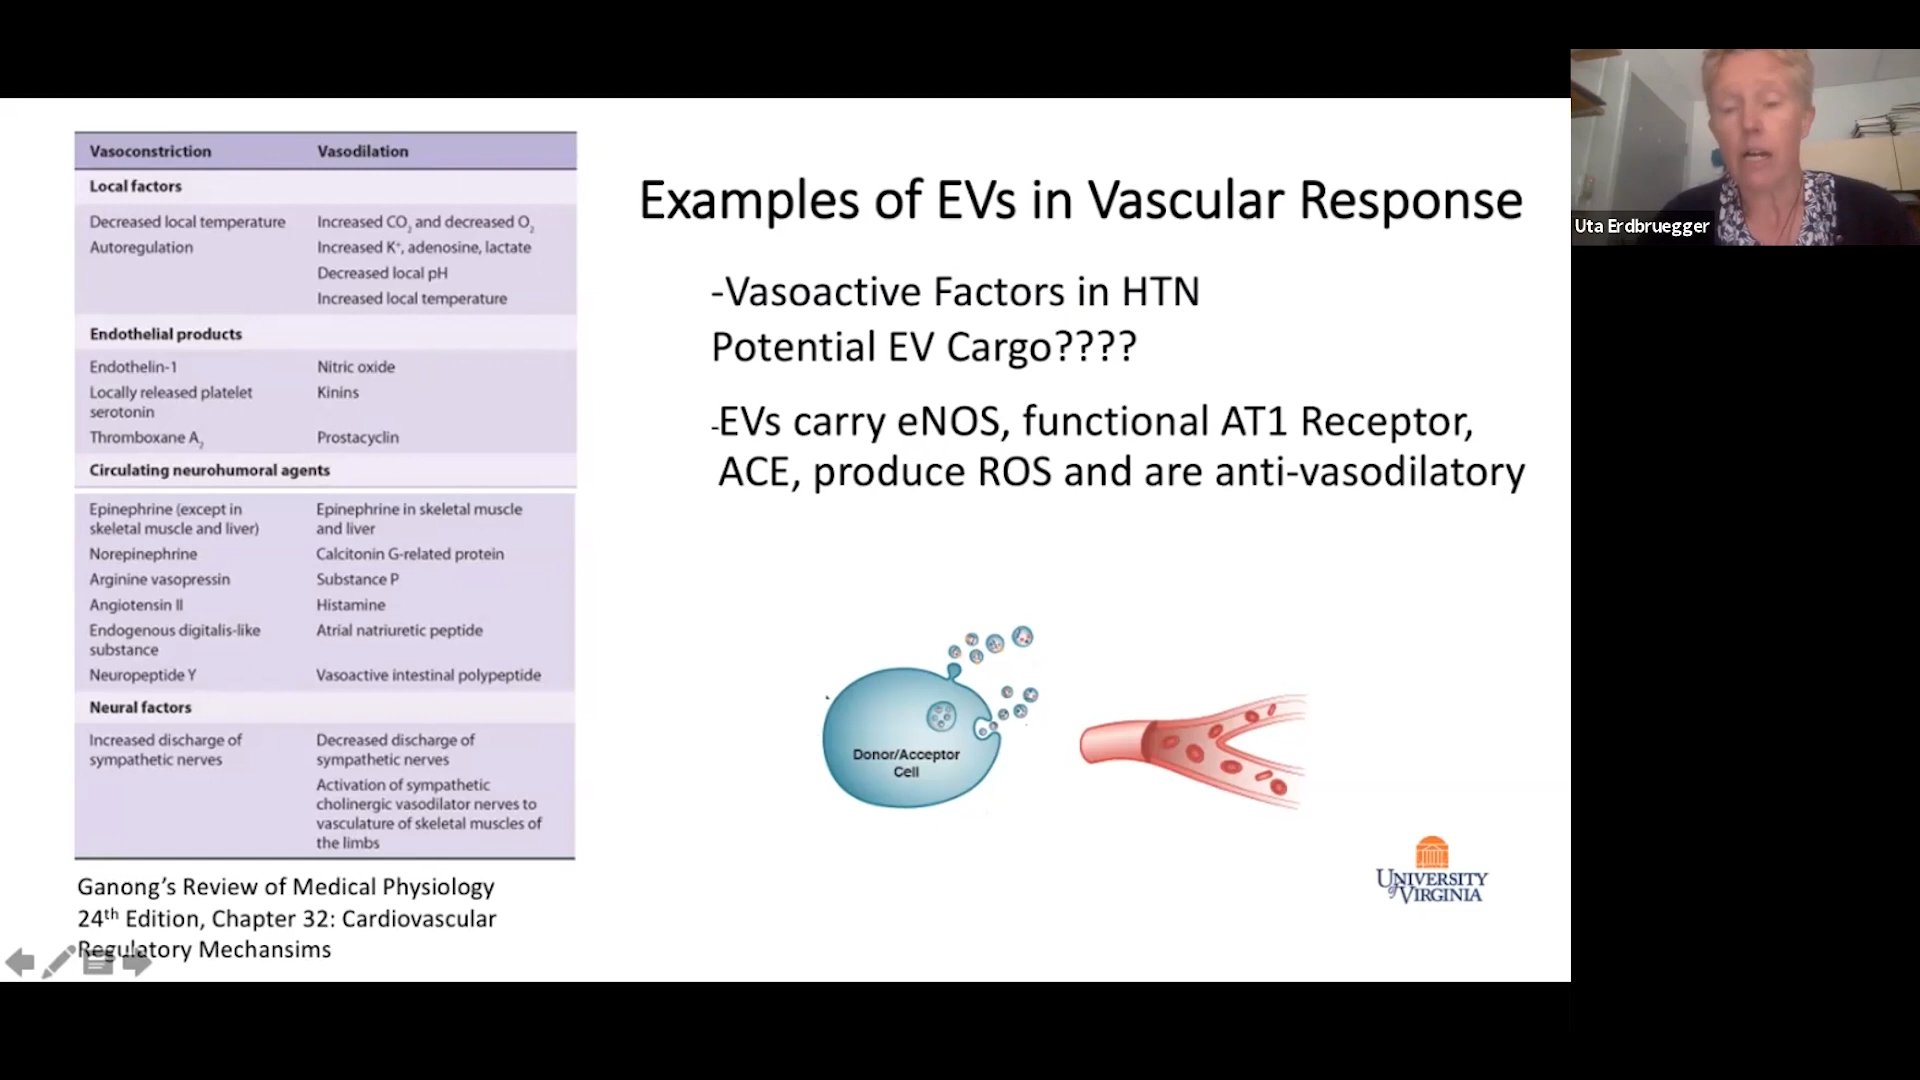 Vasoconstriction Vasodilation
Local factors
Decreased local temperature Increased CO2 and decreased O2
Autoregulation Increased K+, adenosine, lactate
Decreased local pH
Increased local temperature
Endothelial products
Endothelin-1 Nitric oxide
Locally released platelet Kinins
serotonin
Thromboxane A2 Prostacyclin
Circulating neurohumoral agents
Epinephrine (except in Epinephrine in skeletal muscle
skeletal muscle and liver) and liver
Norepinephrine Calcitonin G-related protein
Arginine vasopressin Substance P
Angiotensin II Histamine
Endogenous digitalis-like Atrial natriuretic peptide
substance
Neuropeptide Y Vasoactive intestinal polypeptide
Neural factors
Increased discharge of Decreased discharge of
sympathetic nerves sympathetic nerves
Activation of sympathetic
cholinergic vasodilator nerves to
vasculature of skeletal muscles of
the limbs
Ganong's Review of Medical Physiology
24th Edition, Chapter 32: Cardiovascular
Regulatory Mechansims
Examples of EVs in Vascular Response
-Vasoactive Factors in HTN
Potential EV Cargo????
-EVs carry eNOS, functional AT1 Receptor,
ACE, produce ROS and are anti-vasodilatory
Donor/Acceptor
Cell
UNIVERSITY
of VIRGINIA
Uta Erdbruegger